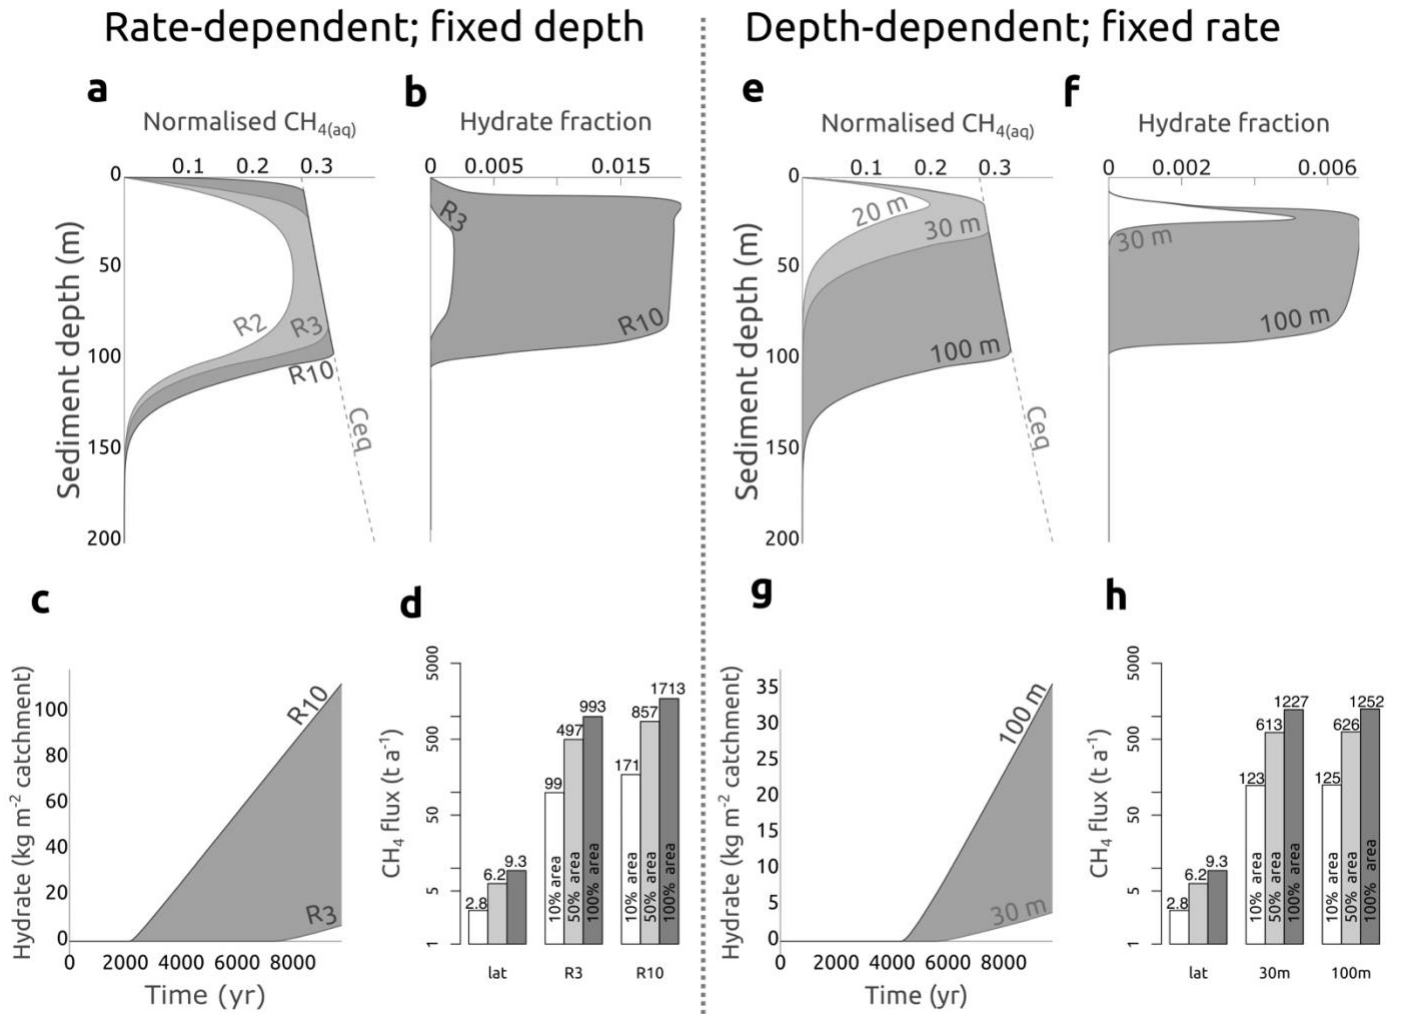 Rate-dependent; fixed depth
Depth-dependent; fixed rate
a
Normalised CH4(aq)
0.1 0.2 0.3
Sediment depth (m)
0
50
100
150
200
R2
R3
R10
Ceq
b
Hydrate fraction
0 0.005 0.015
R3
R10
e
Normalised CH4(aq)
0.1 0.2 0.3
Sediment depth (m)
0
50
100
150
200
20 m
30 m
100 m
Ceq
f
Hydrate fraction
0 0.002 0.006
30 m
100 m
c
Hydrate (kg m-2 catchment)
100
80
60
40
20
0
R10
R3
0 2000 4000 6000 8000
Time (yr)
d
CH4 flux (t a-1)
5000
500
50
5
1
2.8
6.2
9.3
99
497
993
171
857
1713
10% area
50% area
100% area
10% area
50% area
100% area
lat R3 R10
g
Hydrate (kg m-2 catchment)
35
30
25
20
15
10
5
0
100 m
30 m
0 2000 4000 6000 8000
Time (yr)
h
CH4 flux (t a-1)
5000
500
50
5
1
2.8
6.2
9.3
123
613
1227
125
626
1252
10% area
50% area
100% area
10% area
50% area
100% area
lat 30m 100m